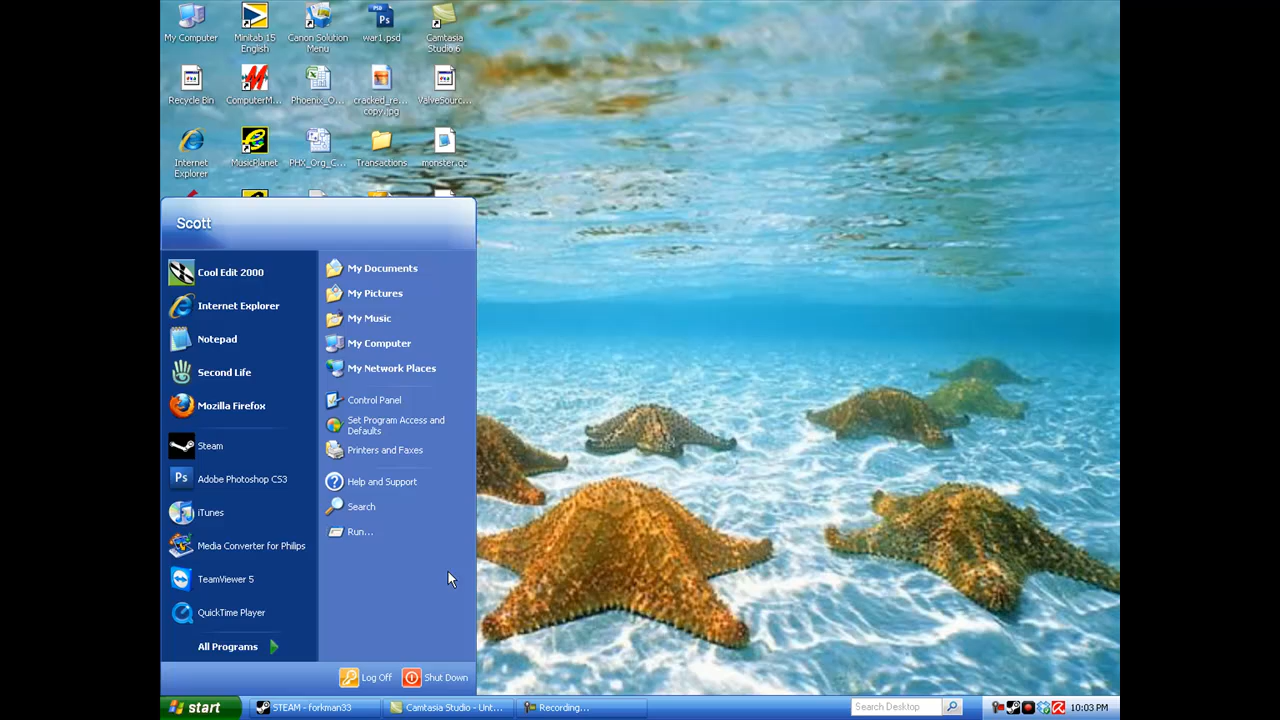 My Computer
Minitab 15
English
Canon Solution
Menu
war1.psd
Camtasia
Studio 6
Recycle Bin
ComputerM...
Phoenix_O...
cracked_re...
copy.jpg
ValveSourc...
Internet
Explorer
MusicPlanet
PHX_Org_C...
Transactions
monster.qc
Scott
Cool Edit 2000
Internet Explorer
Notepad
Second Life
Mozilla Firefox
Steam
Adobe Photoshop CS3
iTunes
Media Converter for Philips
TeamViewer 5
QuickTime Player
All Programs
My Documents
My Pictures
My Music
My Computer
My Network Places
Control Panel
Set Program Access and
Defaults
Printers and Faxes
Help and Support
Search
Run...
Log Off
Shut Down
start
STEAM - forkman33
Camtasia Studio - Unt...
Recording...
Search Desktop
10:03 PM